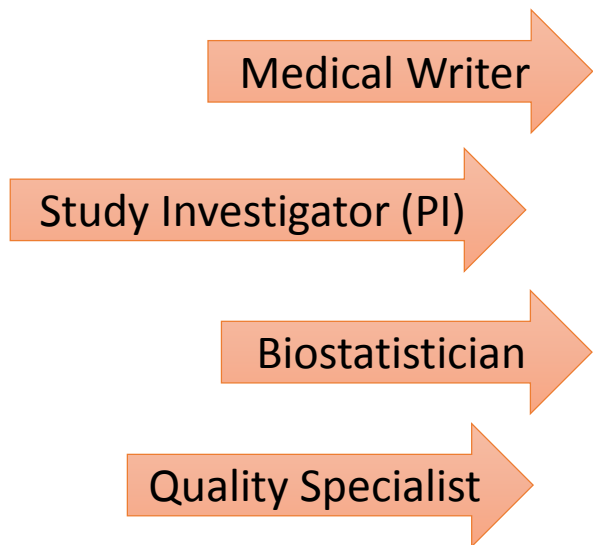 Medical Writer
Study Investigator (PI)
Biostatistician
Quality Specialist